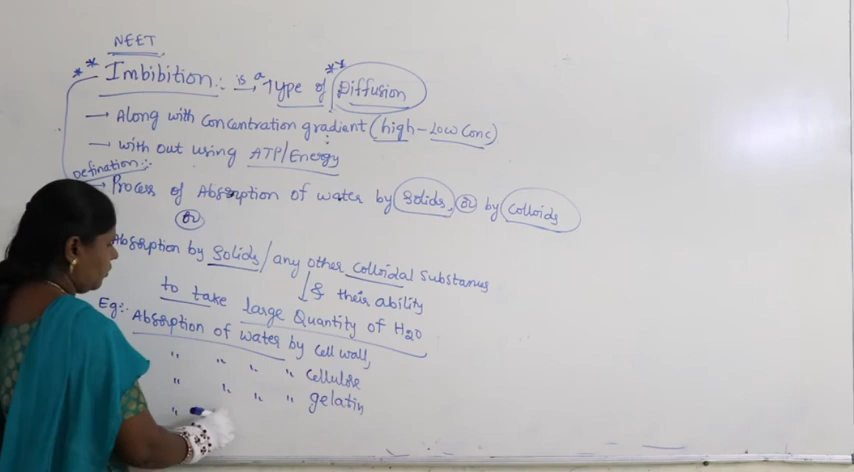 NEET
** Imbibition :- is a Type of ** Diffusion
→ Along with concentration gradient (high-Low Conc)
→ with out using ATP/Energy
Defination :-
→ Process of Absorption of water by Solids, or by Colloids
or
Absorption by Solids/any other colloidal Substances
↓ & their ability
to take large Quantity of H2O
Eg:- Absorption of water by cell wall,
" " " " cellulose
" " " " gelatin
"